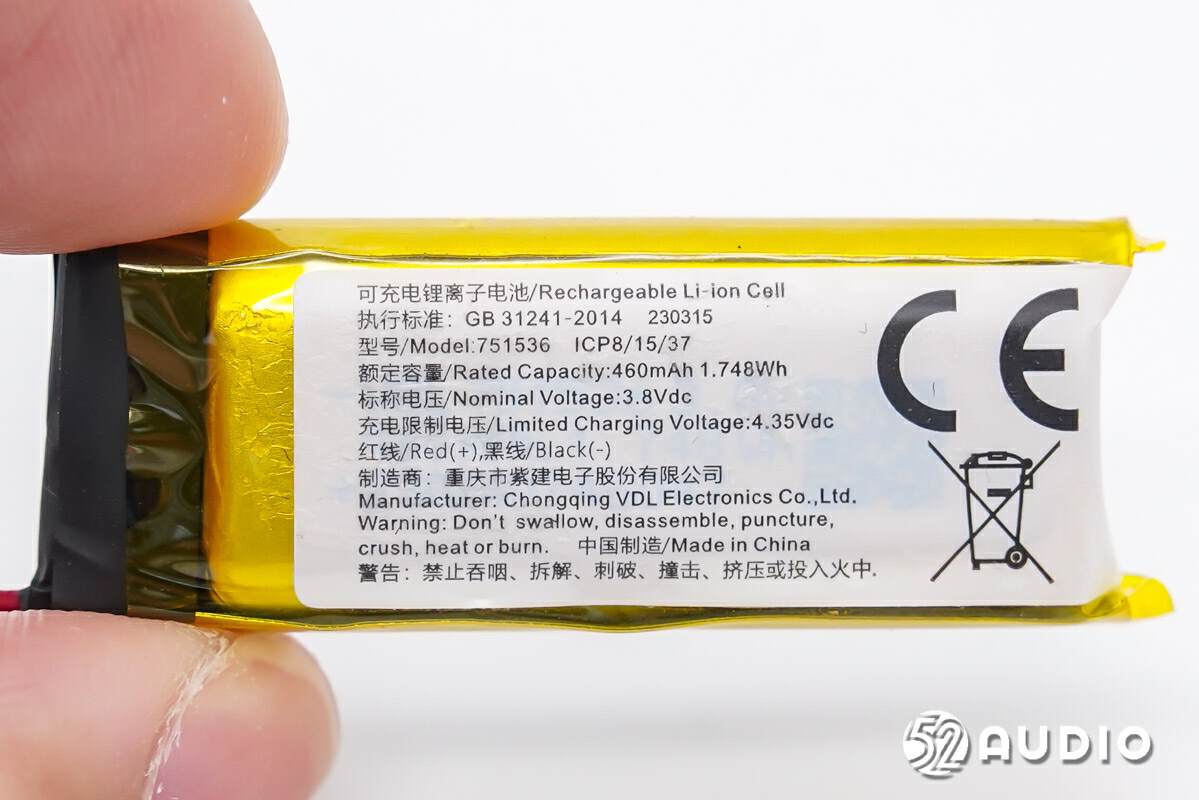 可充电锂离子电池/Rechargeable Li-ion Cell
执行标准：GB 31241-2014 230315
型号/Model:751536 ICP8/15/37
额定容量/Rated Capacity:460mAh 1.748Wh
标称电压/Nominal Voltage:3.8Vdc
充电限制电压/Limited Charging Voltage:4.35Vdc
红线/Red(+),黑线/Black(-)
制造商：重庆市紫建电子股份有限公司
Manufacturer: Chongqing VDL Electronics Co.,Ltd.
Warning: Don't swallow, disassemble, puncture,
crush, heat or burn. 中国制造/Made in China
警告：禁止吞咽、拆解、刺破、撞击、挤压或投入火中.
CE
52 AUDIO